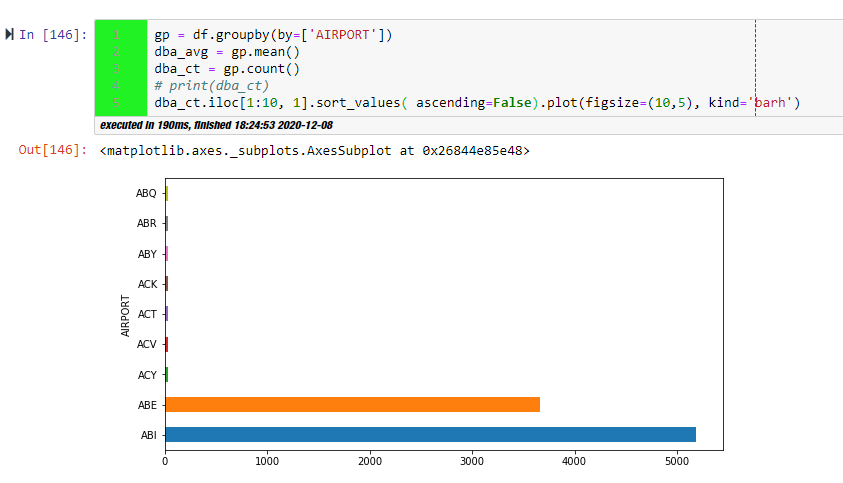 In [146]:
1 gp = df.groupby(by=['AIRPORT'])
2 dba_avg = gp.mean()
3 dba_ct = gp.count()
4 # print(dba_ct)
5 dba_ct.iloc[1:10, 1].sort_values( ascending=False).plot(figsize=(10,5), kind='barh')
executed in 190ms, finished 18:24:53 2020-12-08
Out[146]: <matplotlib.axes._subplots.AxesSubplot at 0x26844e85e48>
AIRPORT
ABQ
ABR
ABY
ACK
ACT
ACV
ACY
ABE
ABI
0 1000 2000 3000 4000 5000